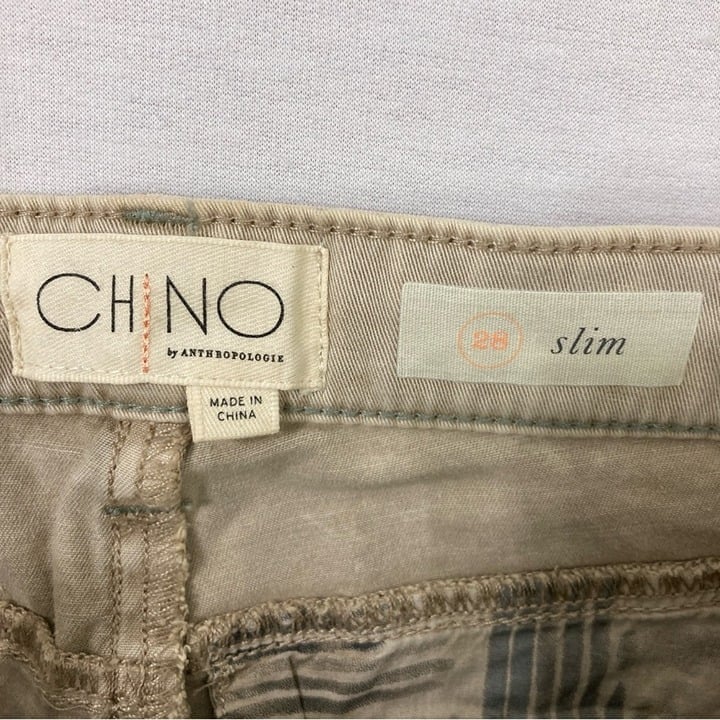 CHINO
by ANTHROPOLOGIE
MADE IN
CHINA
28 slim